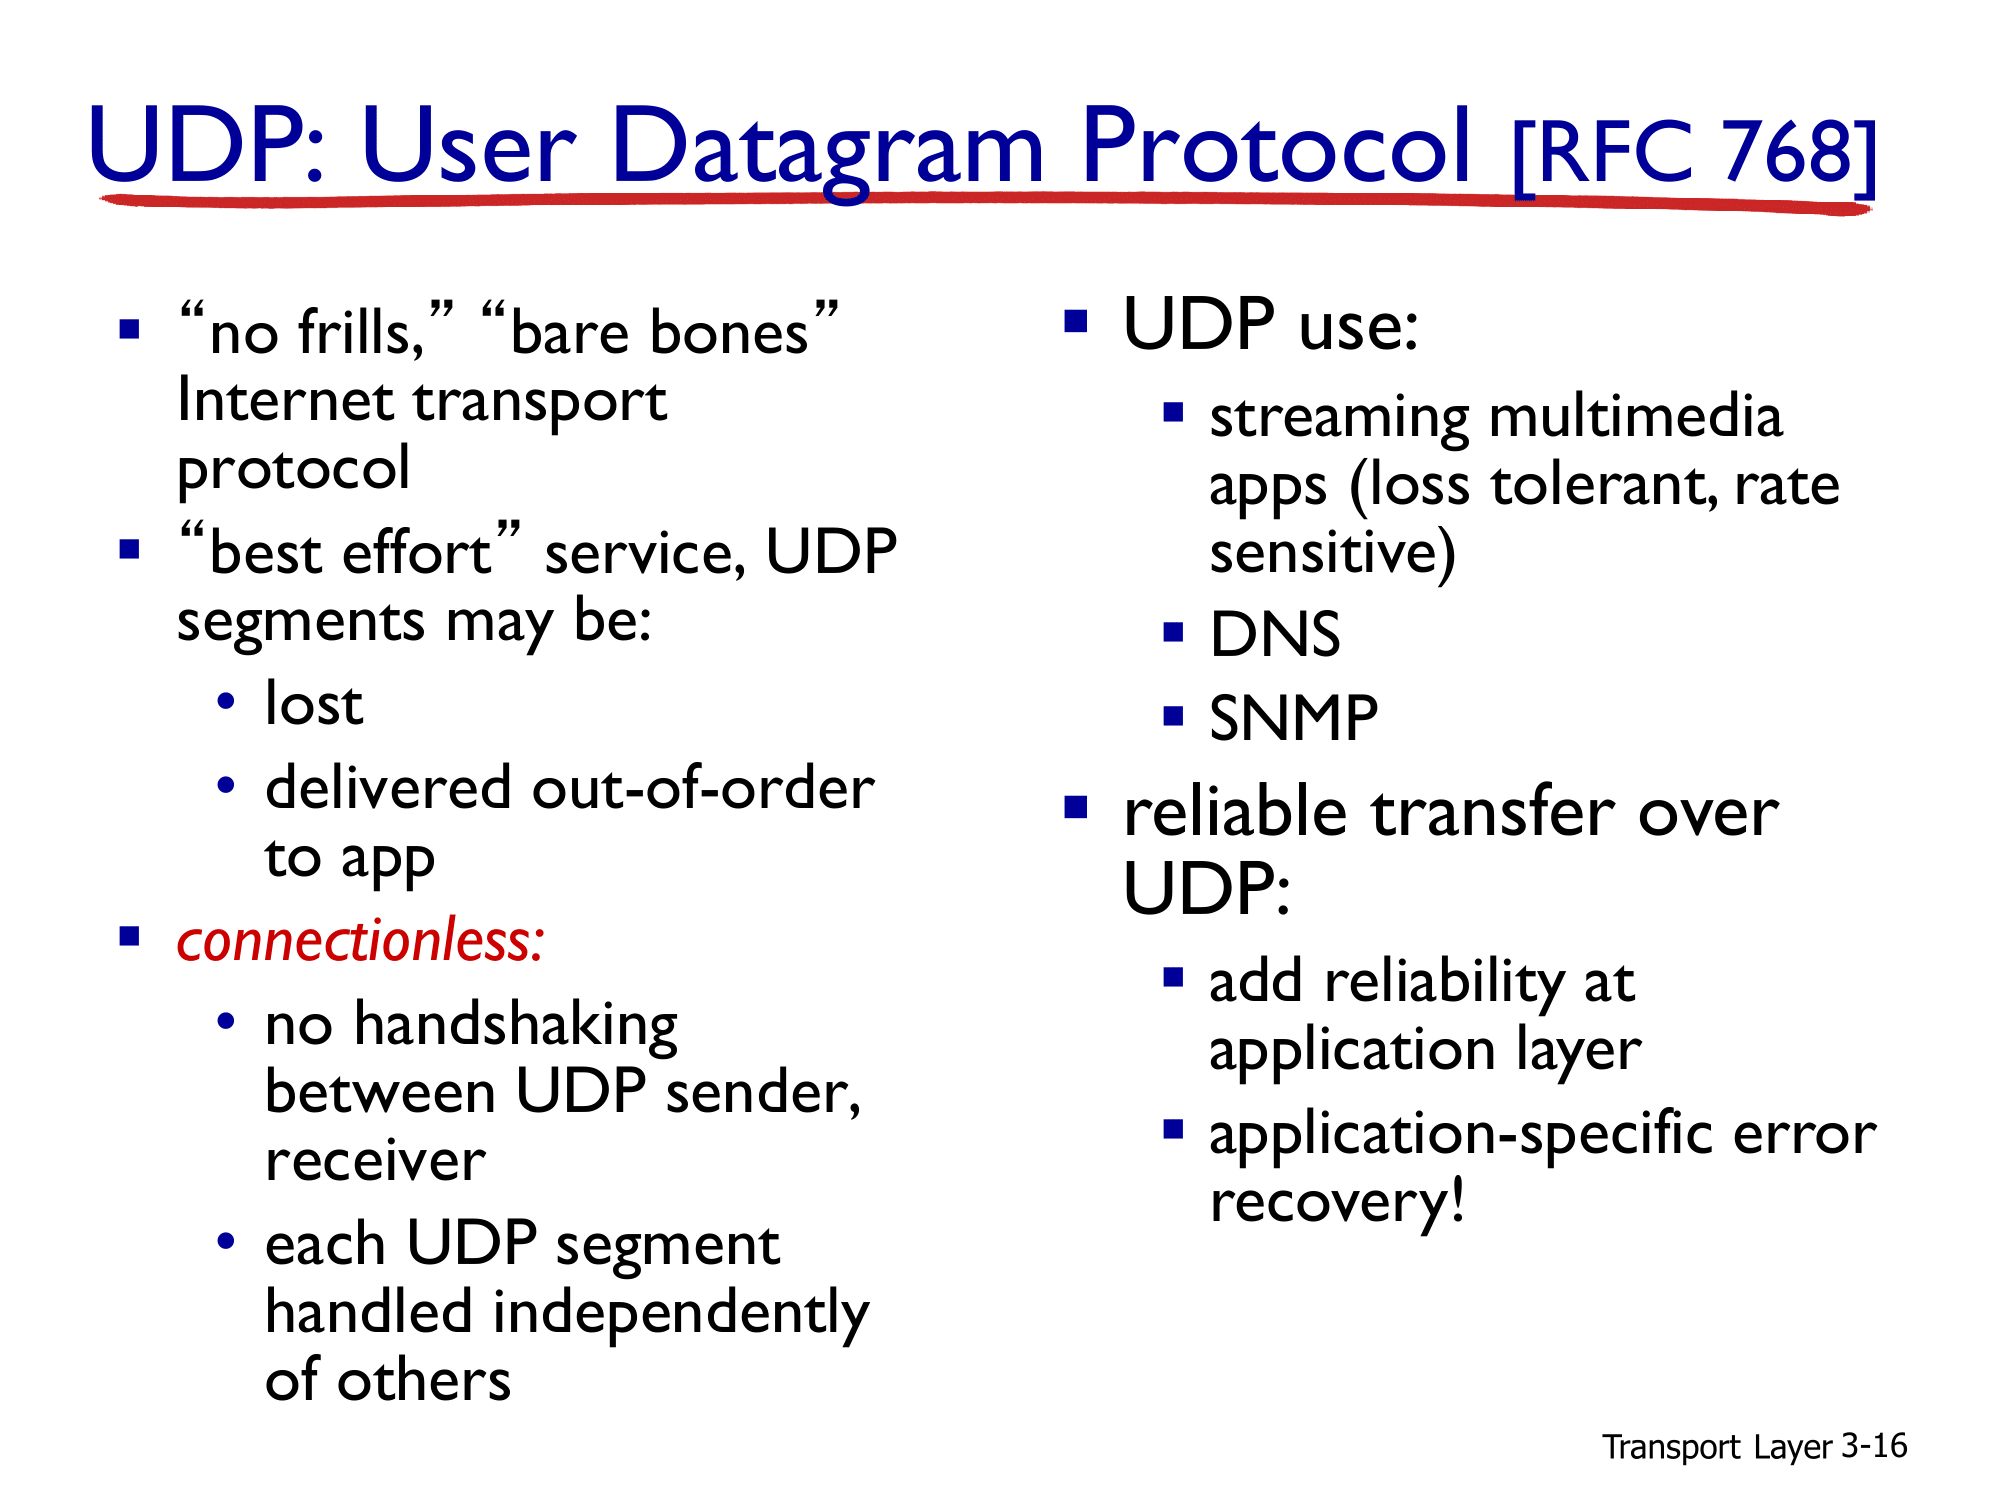 UDP: User Datagram Protocol [RFC 768]
“no frills,” “bare bones”
Internet transport
protocol
“best effort” service, UDP
segments may be:
lost
delivered out-of-order
to app
connectionless:
no handshaking
between UDP sender,
receiver
each UDP segment
handled independently
of others
UDP use:
streaming multimedia
apps (loss tolerant, rate
sensitive)
DNS
SNMP
reliable transfer over
UDP:
add reliability at
application layer
application-specific error
recovery!
Transport Layer 3-16